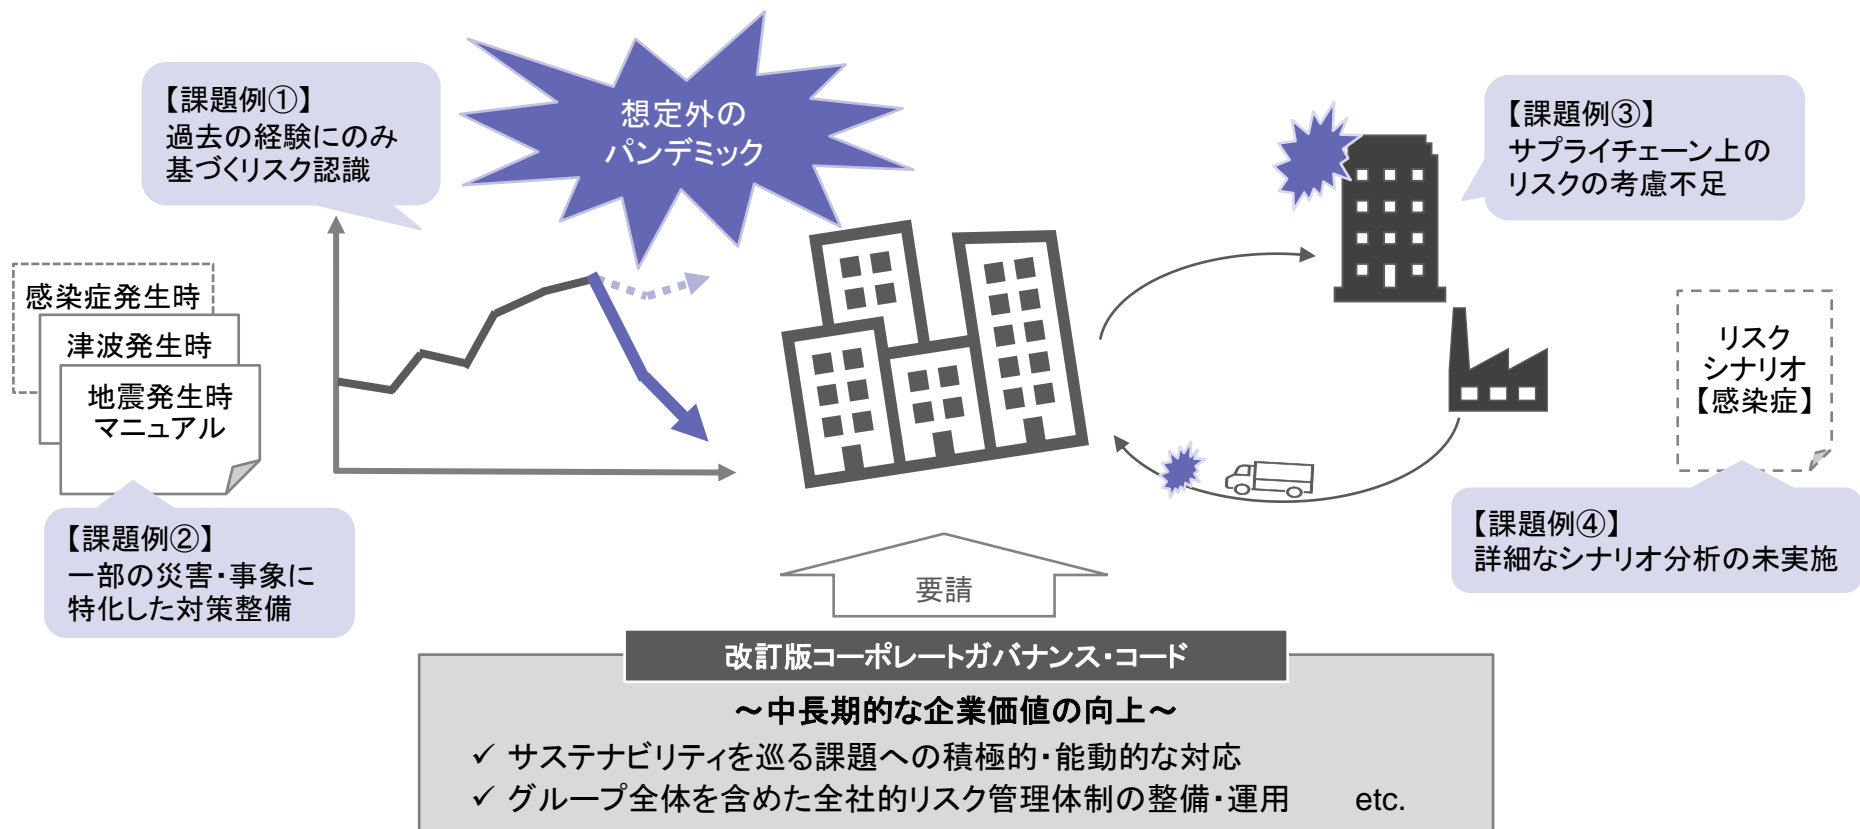 【課題例①】
過去の経験にのみ
基づくリスク認識
想定外の
パンデミック
【課題例③】
サプライチェーン上の
リスクの考慮不足
感染症発生時
津波発生時
地震発生時
マニュアル
リスク
シナリオ
【感染症】
【課題例②】
一部の災害・事象に
特化した対策整備
【課題例④】
詳細なシナリオ分析の未実施
要請
改訂版コーポレートガバナンス・コード
～中長期的な企業価値の向上～
✓ サステナビリティを巡る課題への積極的・能動的な対応
✓ グループ全体を含めた全社的リスク管理体制の整備・運用 etc.